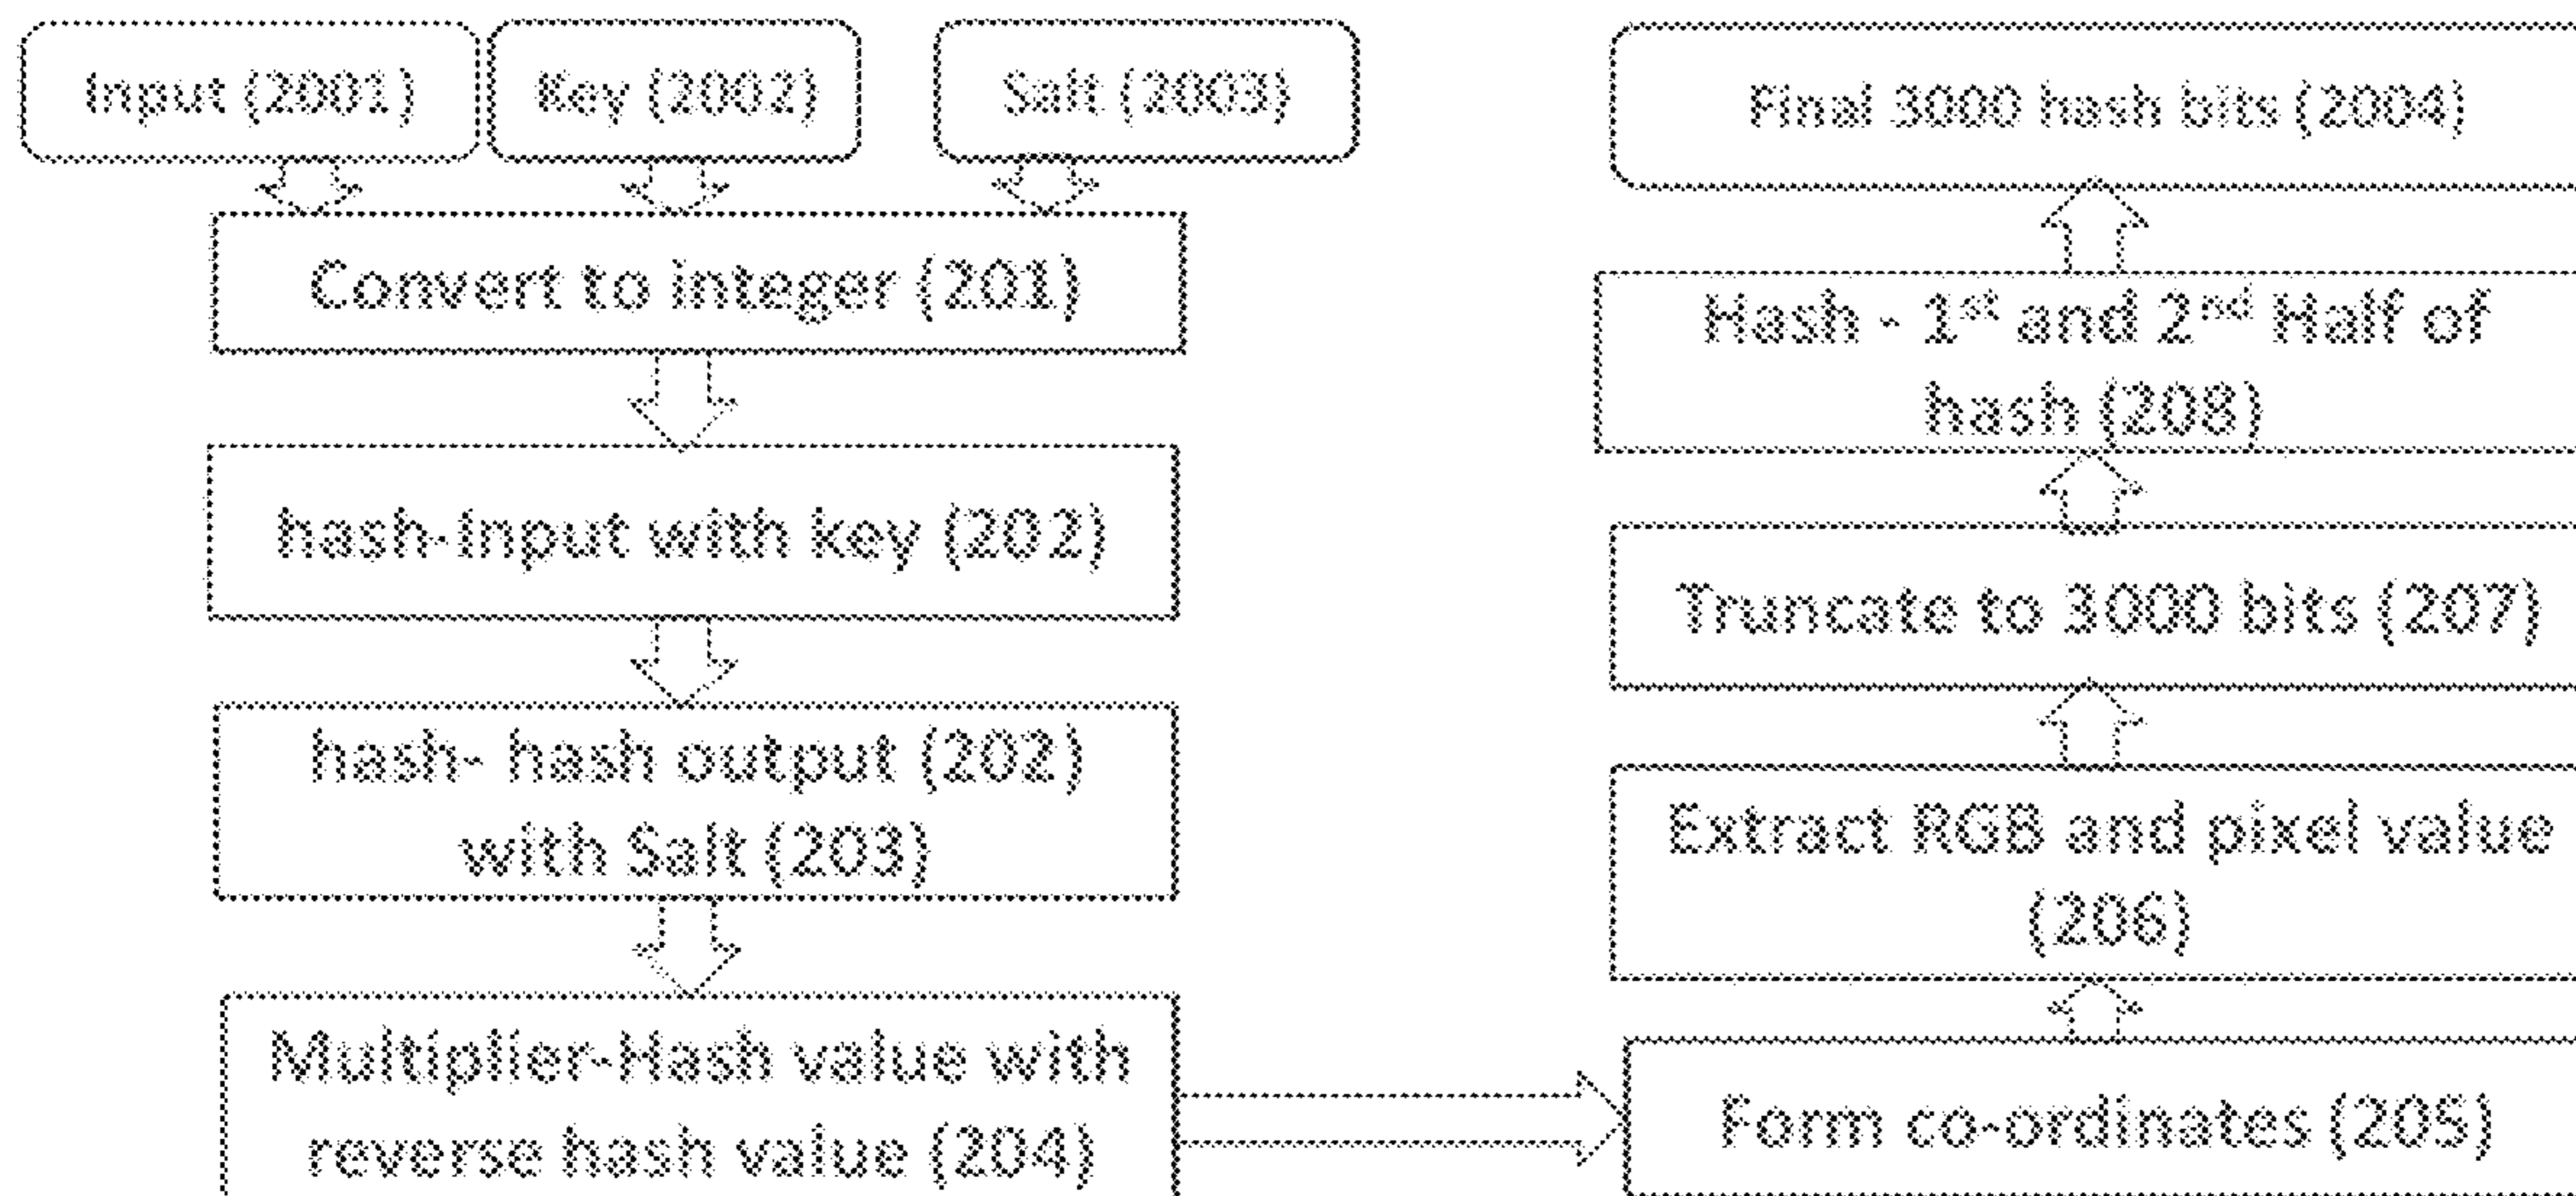 Input (2001)
Key (2002)
Salt (2003)
Convert to integer (201)
hash-Input with key (202)
hash- hash output (202)
with Salt (203)
Multiplier-Hash value with
reverse hash value (204)
Form co-ordinates (205)
Extract RGB and pixel value
(206)
Truncate to 3000 bits (207)
Hash - 1st and 2nd Half of
hash (208)
Final 3000 hash bits (2004)